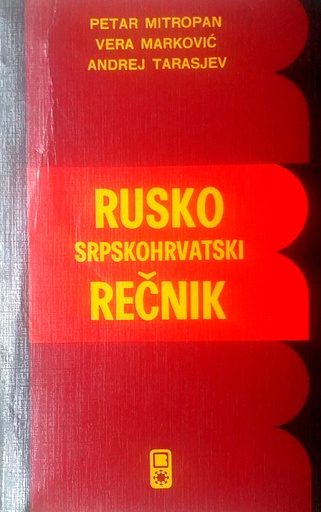 PETAR MITROPAN
VERA MARKOVIĆ
ANDREJ TARASJEV
RUSKO
SRPSKOHRVATSKI
REČNIK